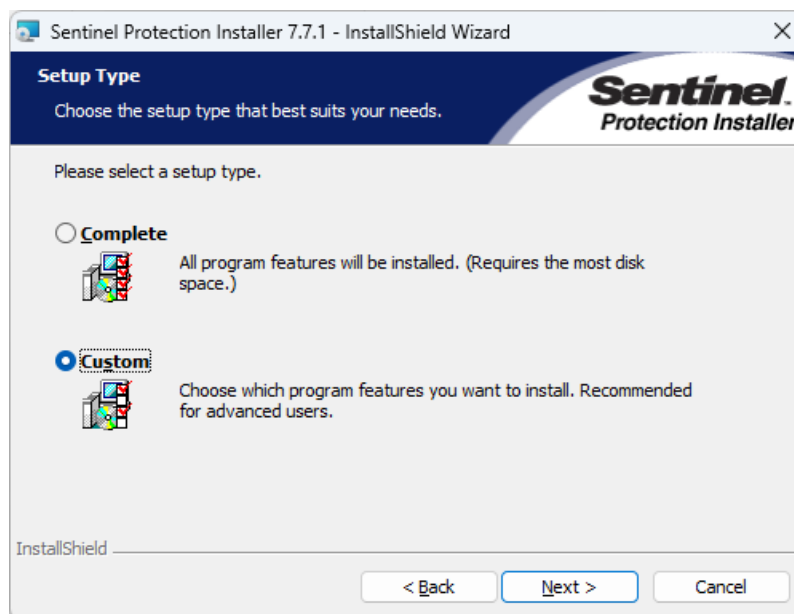 Sentinel Protection Installer 7.7.1 - InstallShield Wizard
Setup Type
Choose the setup type that best suits your needs.
Sentinel.
Protection Installer
Please select a setup type.
Complete
All program features will be installed. (Requires the most disk
space.)
Custom
Choose which program features you want to install. Recommended
for advanced users.
InstallShield
< Back
Next >
Cancel